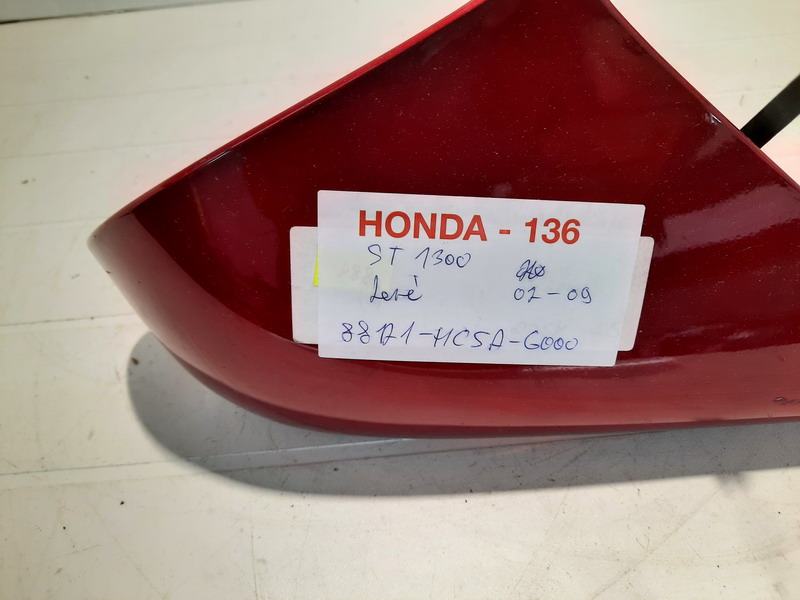 HONDA - 136
ST 1300
Levé 02-09
88121-MCSA-G000